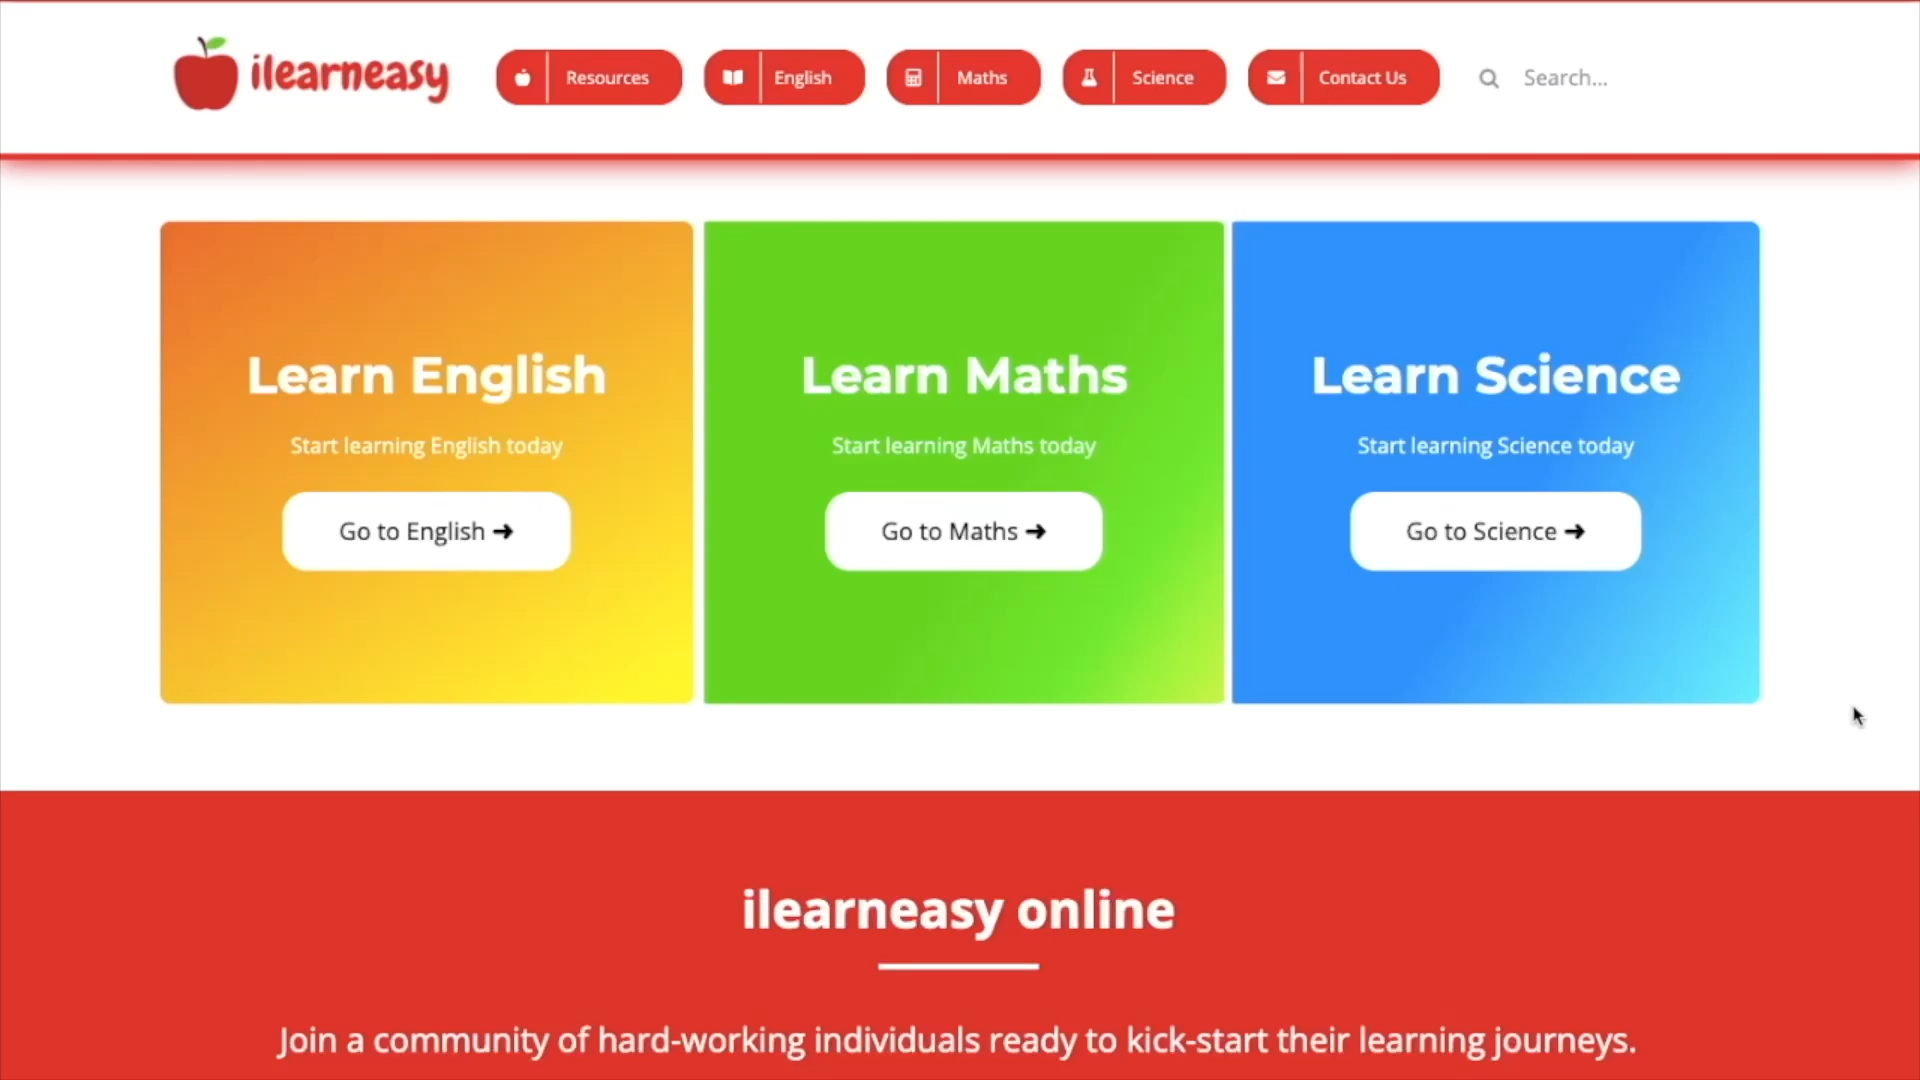 ilearneasy
Resources
English
Maths
Science
Contact Us
Search...
Learn English
Start learning English today
Go to English ➜
Learn Maths
Start learning Maths today
Go to Maths ➜
Learn Science
Start learning Science today
Go to Science ➜
ilearneasy online
Join a community of hard-working individuals ready to kick-start their learning journeys.